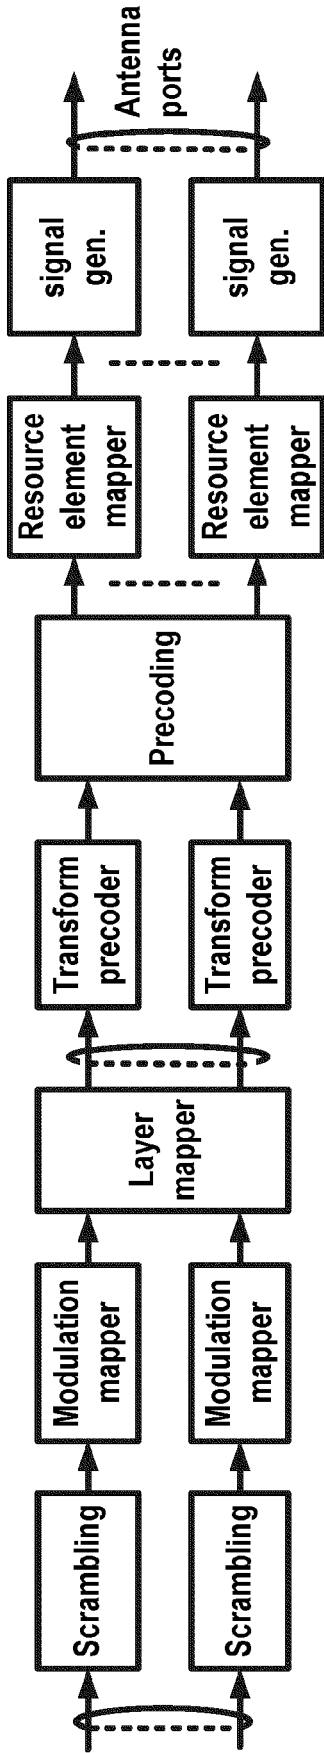 Scrambling
Scrambling
Modulation
mapper
Modulation
mapper
Layer
mapper
Transform
precoder
Transform
precoder
Precoding
Resource
element
mapper
Resource
element
mapper
signal
gen.
signal
gen.
Antenna
ports